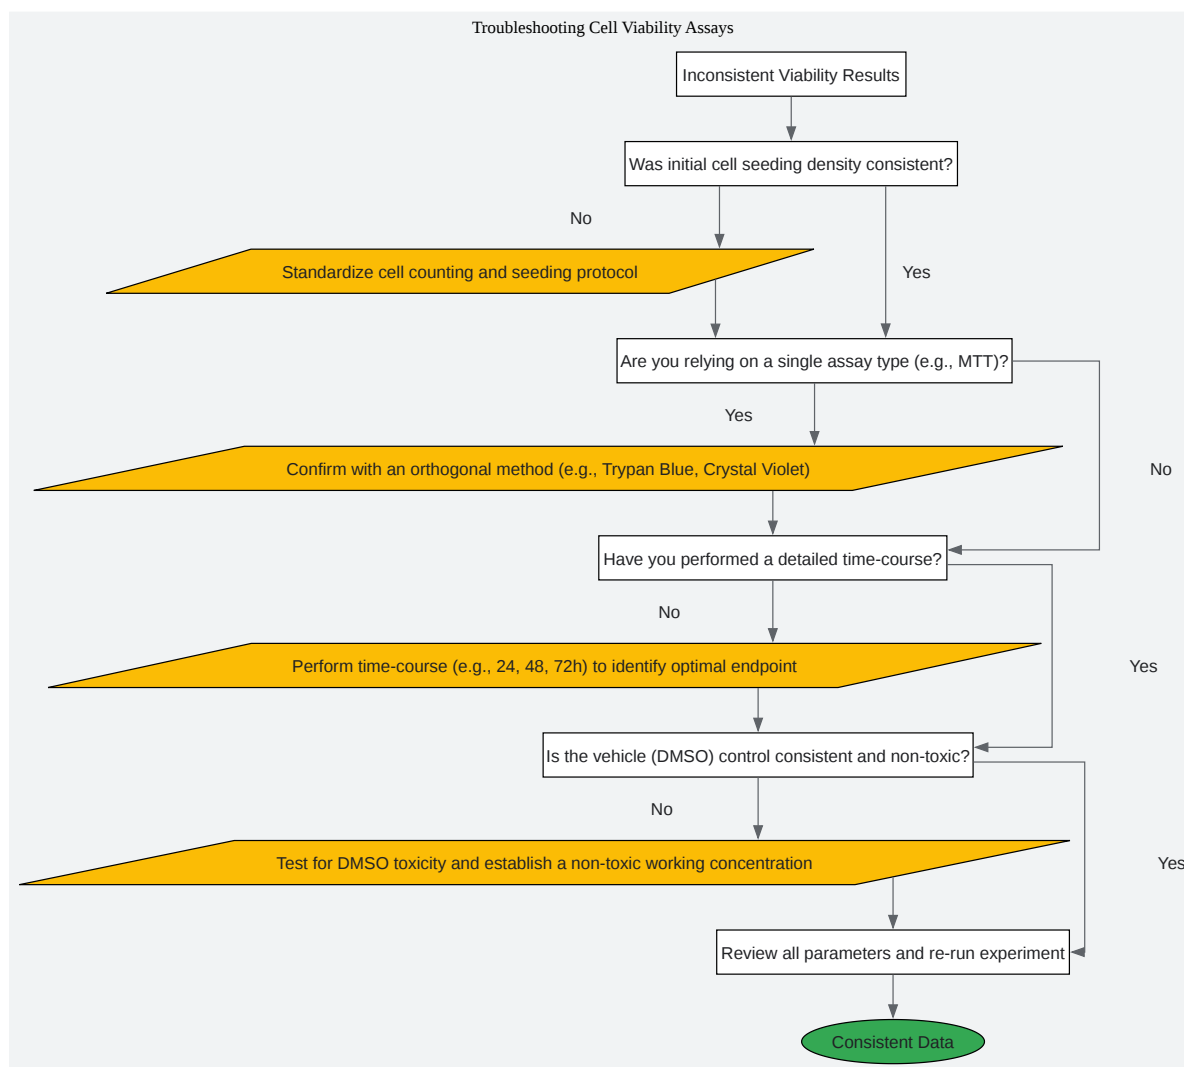 Troubleshooting Cell Viability Assays
Inconsistent Viability Results
Was initial cell seeding density consistent?
No
Standardize cell counting and seeding protocol
Yes
Are you relying on a single assay type (e.g., MTT)?
Yes
Confirm with an orthogonal method (e.g., Trypan Blue, Crystal Violet)
No
Have you performed a detailed time-course?
No
Perform time-course (e.g., 24, 48, 72h) to identify optimal endpoint
Yes
Is the vehicle (DMSO) control consistent and non-toxic?
No
Test for DMSO toxicity and establish a non-toxic working concentration
Yes
Review all parameters and re-run experiment
Consistent Data